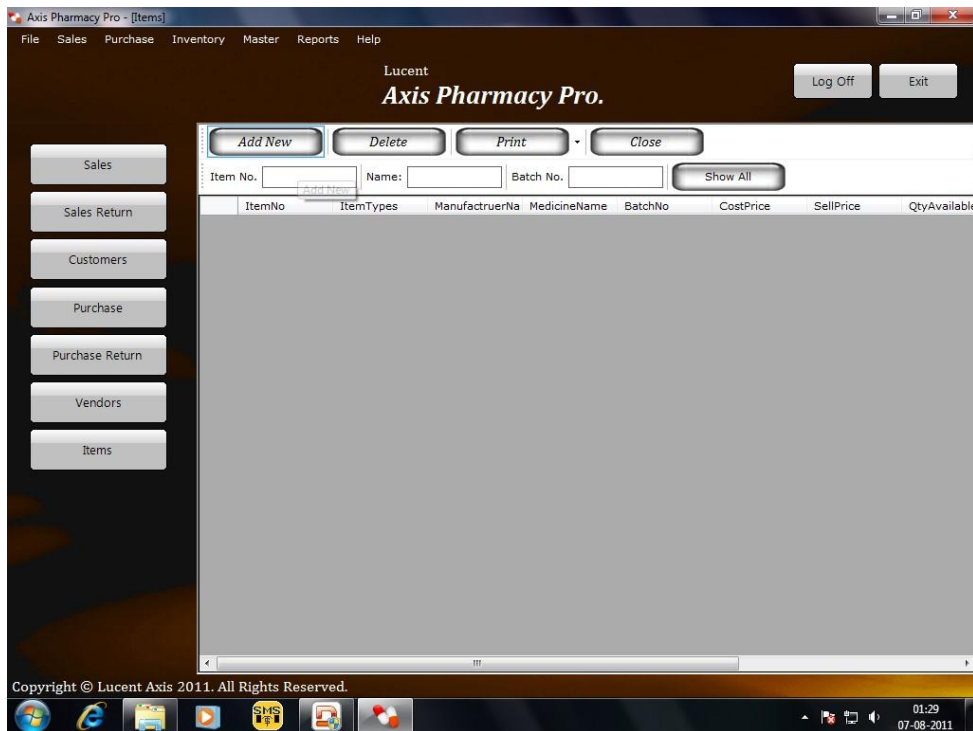 Axis Pharmacy Pro - [Items]
File Sales Purchase Inventory Master Reports Help
Lucent
Axis Pharmacy Pro.
Log Off Exit
Add New Delete Print Close
Item No. Name: Batch No. Show All
Add New
ItemNo ItemTypes ManufactruerNa MedicineName BatchNo CostPrice SellPrice QtyAvailable
Sales
Sales Return
Customers
Purchase
Purchase Return
Vendors
Items
Copyright © Lucent Axis 2011. All Rights Reserved.
SMS
01:29
07-08-2011